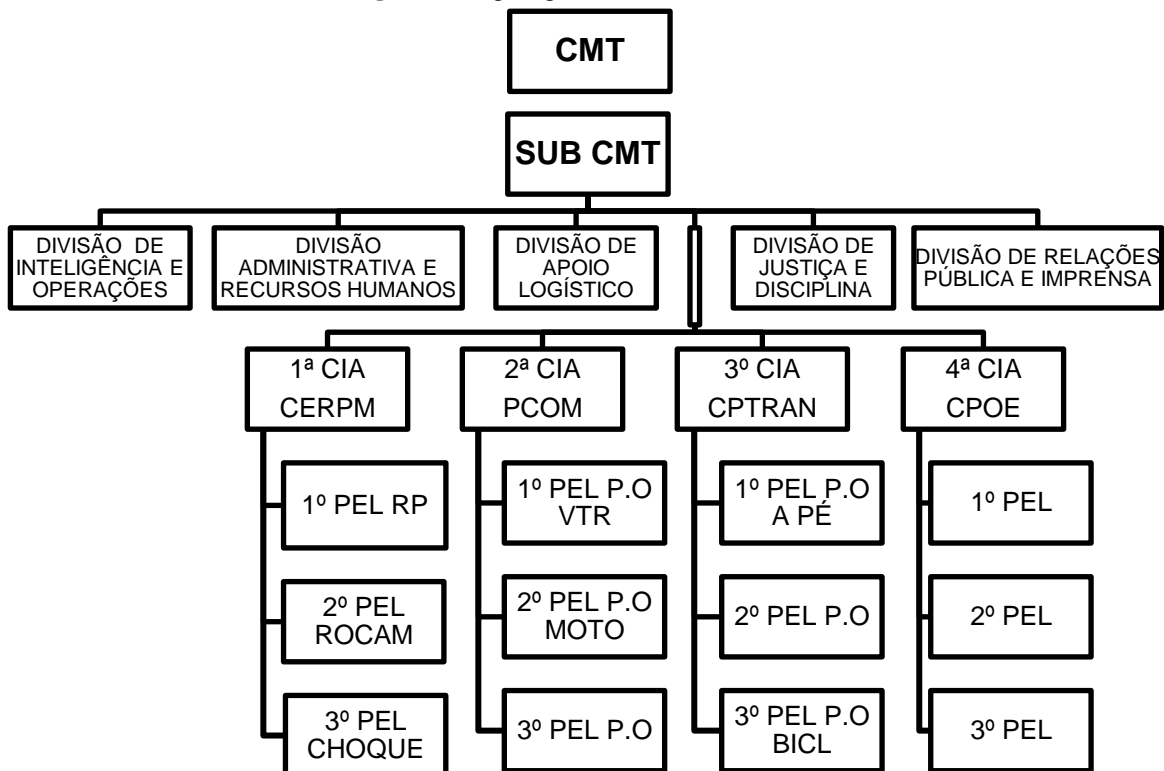 CMT
SUB CMT
DIVISÃO DE
INTELIGÊNCIA E
OPERAÇÕES
DIVISÃO
ADMINISTRATIVA E
RECURSOS HUMANOS
DIVISÃO DE
APOIO
LOGÍSTICO
DIVISÃO DE
JUSTIÇA E
DISCIPLINA
DIVISÃO DE RELAÇÕES
PÚBLICA E IMPRENSA
1ª CIA
CERPM
2ª CIA
PCOM
3º CIA
CPTRAN
4ª CIA
CPOE
1º PEL RP
1º PEL P.O
VTR
1º PEL P.O
A PÉ
1º PEL
2º PEL
ROCAM
2º PEL P.O
MOTO
2º PEL P.O
2º PEL
3º PEL
CHOQUE
3º PEL P.O
3º PEL P.O
BICL
3º PEL